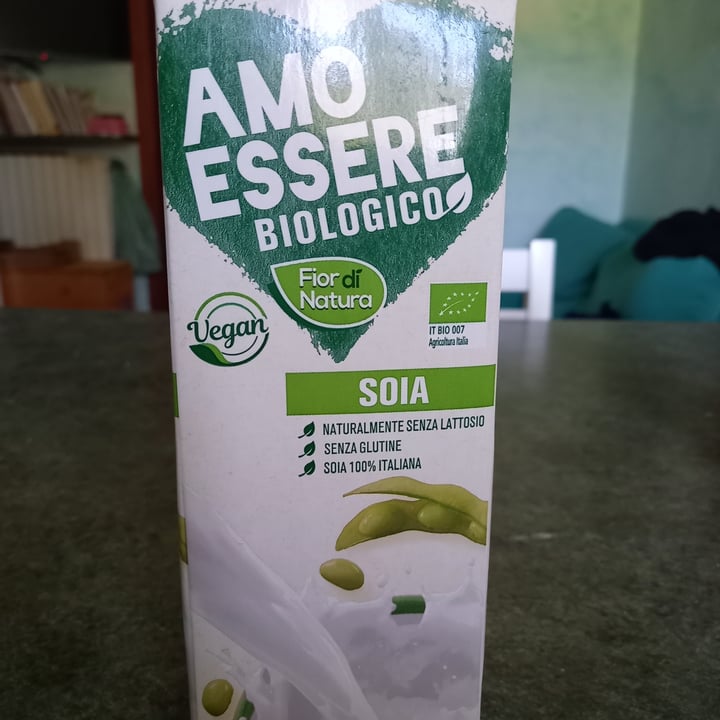 AMO
ESSERE
BIOLOGICO
Fior di
Natura
Vegan
IT BIO 007
Agricoltura Italia
SOIA
NATURALMENTE SENZA LATTOSIO
SENZA GLUTINE
SOIA 100% ITALIANA